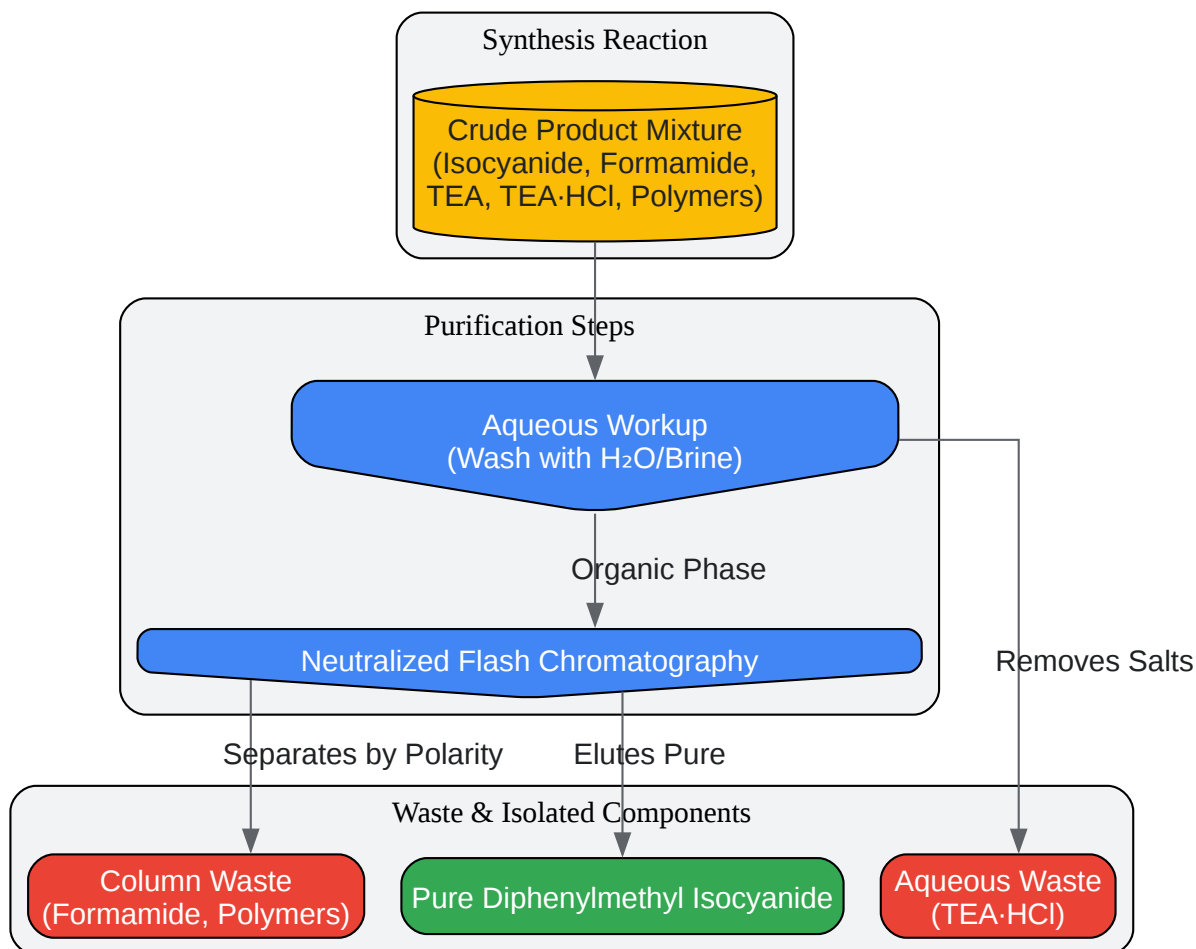 Synthesis Reaction
Crude Product Mixture
(Isocyanide, Formamide,
TEA, TEA·HCl, Polymers)
Purification Steps
Aqueous Workup
(Wash with H₂O/Brine)
Organic Phase
Neutralized Flash Chromatography
Removes Salts
Separates by Polarity
Elutes Pure
Waste & Isolated Components
Column Waste
(Formamide, Polymers)
Pure Diphenylmethyl Isocyanide
Aqueous Waste
(TEA·HCl)